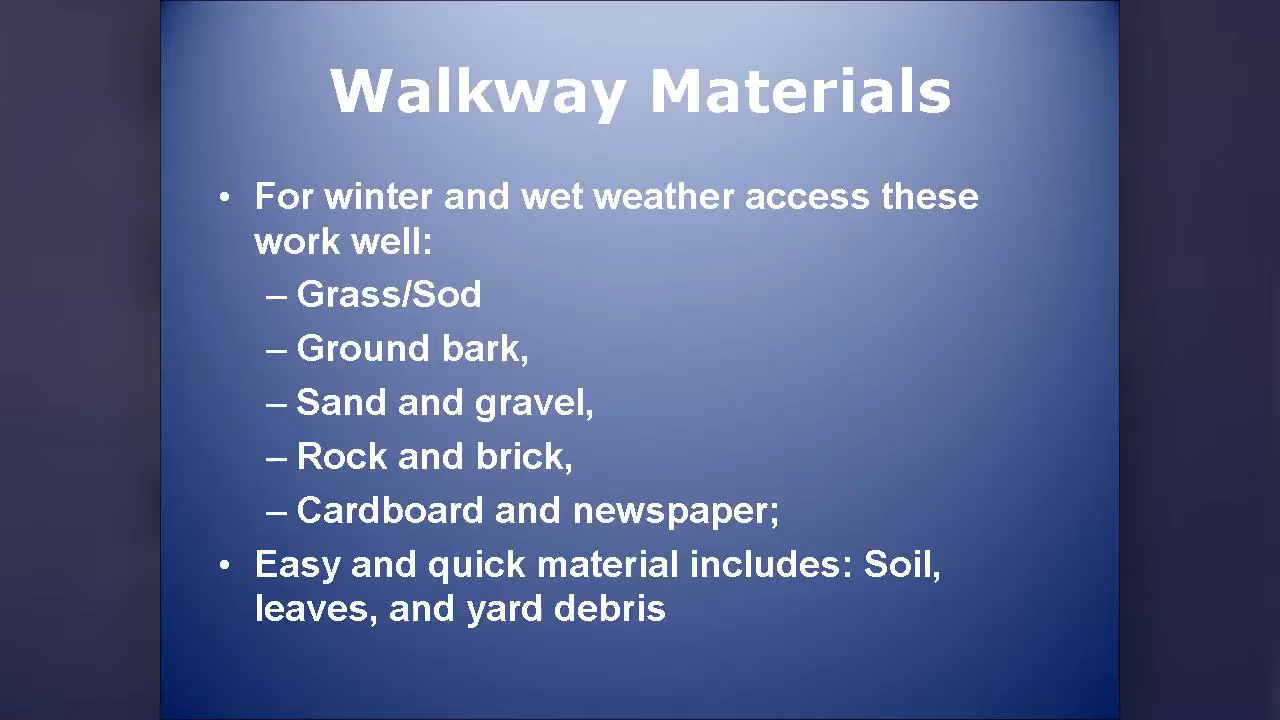 Walkway Materials
• For winter and wet weather access these
work well:
– Grass/Sod
– Ground bark,
– Sand and gravel,
– Rock and brick,
– Cardboard and newspaper;
• Easy and quick material includes: Soil,
leaves, and yard debris